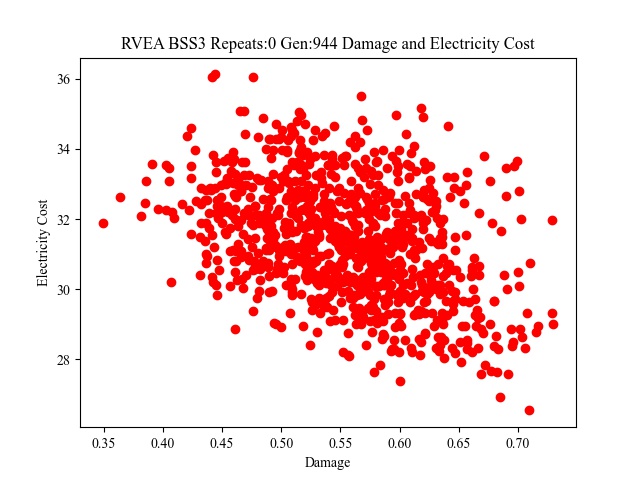 RVEA BSS3 Repeats:0 Gen:944 Damage and Electricity Cost
36
34
32
30
28
Electricity Cost
0.35 0.40 0.45 0.50 0.55 0.60 0.65 0.70
Damage